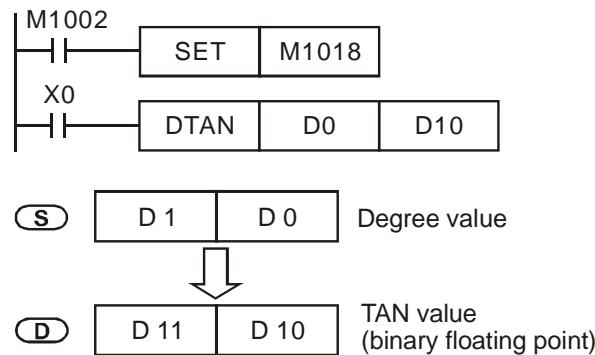 M1002
SET M1018
X0
DTAN D0 D10
S D 1 D 0 Degree value
D D 11 D 10 TAN value
(binary floating point)